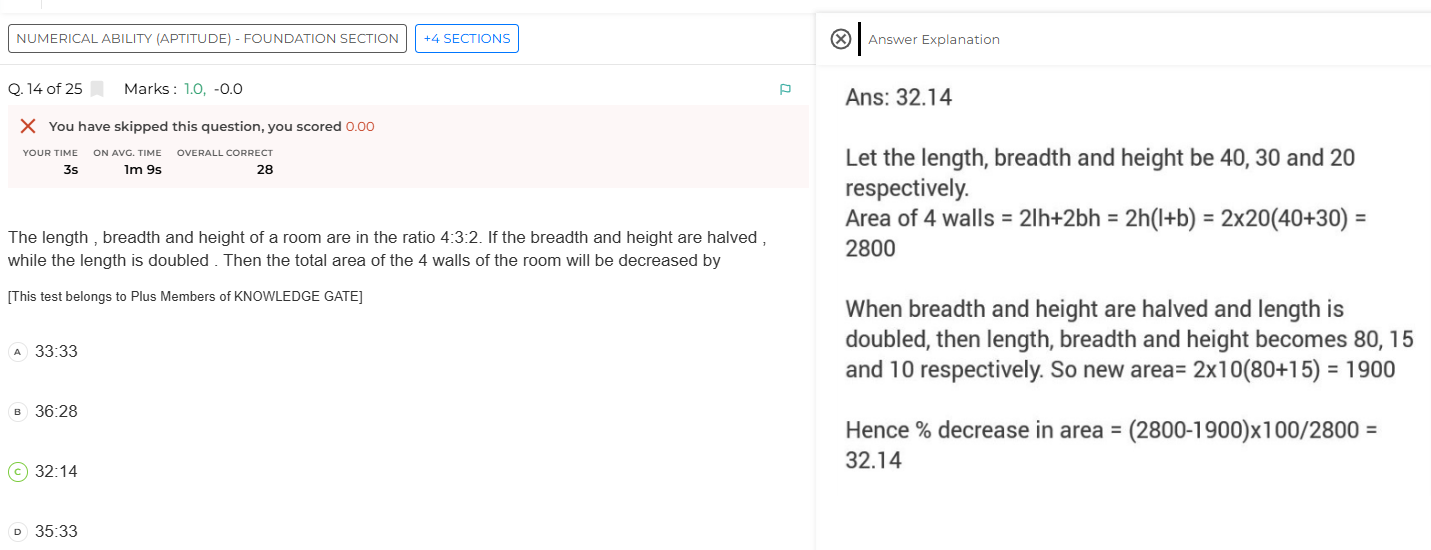 NUMERICAL ABILITY (APTITUDE) - FOUNDATION SECTION
+4 SECTIONS
Q. 14 of 25
Marks : 1.0, -0.0
You have skipped this question, you scored 0.00
YOUR TIME ON AVG. TIME OVERALL CORRECT
3s 1m 9s 28
The length , breadth and height of a room are in the ratio 4:3:2. If the breadth and height are halved ,
while the length is doubled . Then the total area of the 4 walls of the room will be decreased by
[This test belongs to Plus Members of KNOWLEDGE GATE]
A 33:33
B 36:28
C 32:14
D 35:33
Answer Explanation
Ans: 32.14
Let the length, breadth and height be 40, 30 and 20
respectively.
Area of 4 walls = 2lh+2bh = 2h(l+b) = 2x20(40+30) =
2800
When breadth and height are halved and length is
doubled, then length, breadth and height becomes 80, 15
and 10 respectively. So new area= 2x10(80+15) = 1900
Hence % decrease in area = (2800-1900)x100/2800 =
32.14